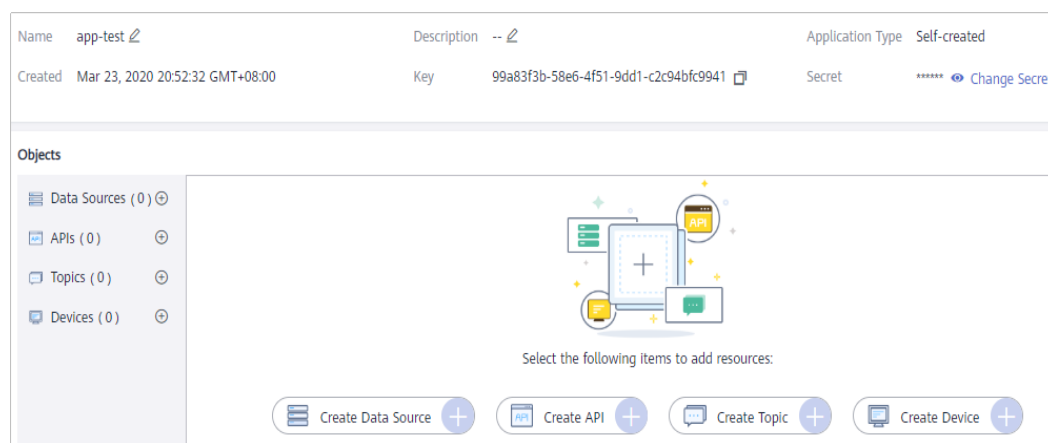 Name app-test Description -- Application Type Self-created
Created Mar 23, 2020 20:52:32 GMT+08:00 Key 99a83f3b-58e6-4f51-9dd1-c2c94bfc9941 Secret ****** Change Secre
Objects
Data Sources ( 0 )
APIs ( 0 )
Topics ( 0 )
Devices ( 0 )
API
Select the following items to add resources:
Create Data Source API Create API Create Topic Create Device